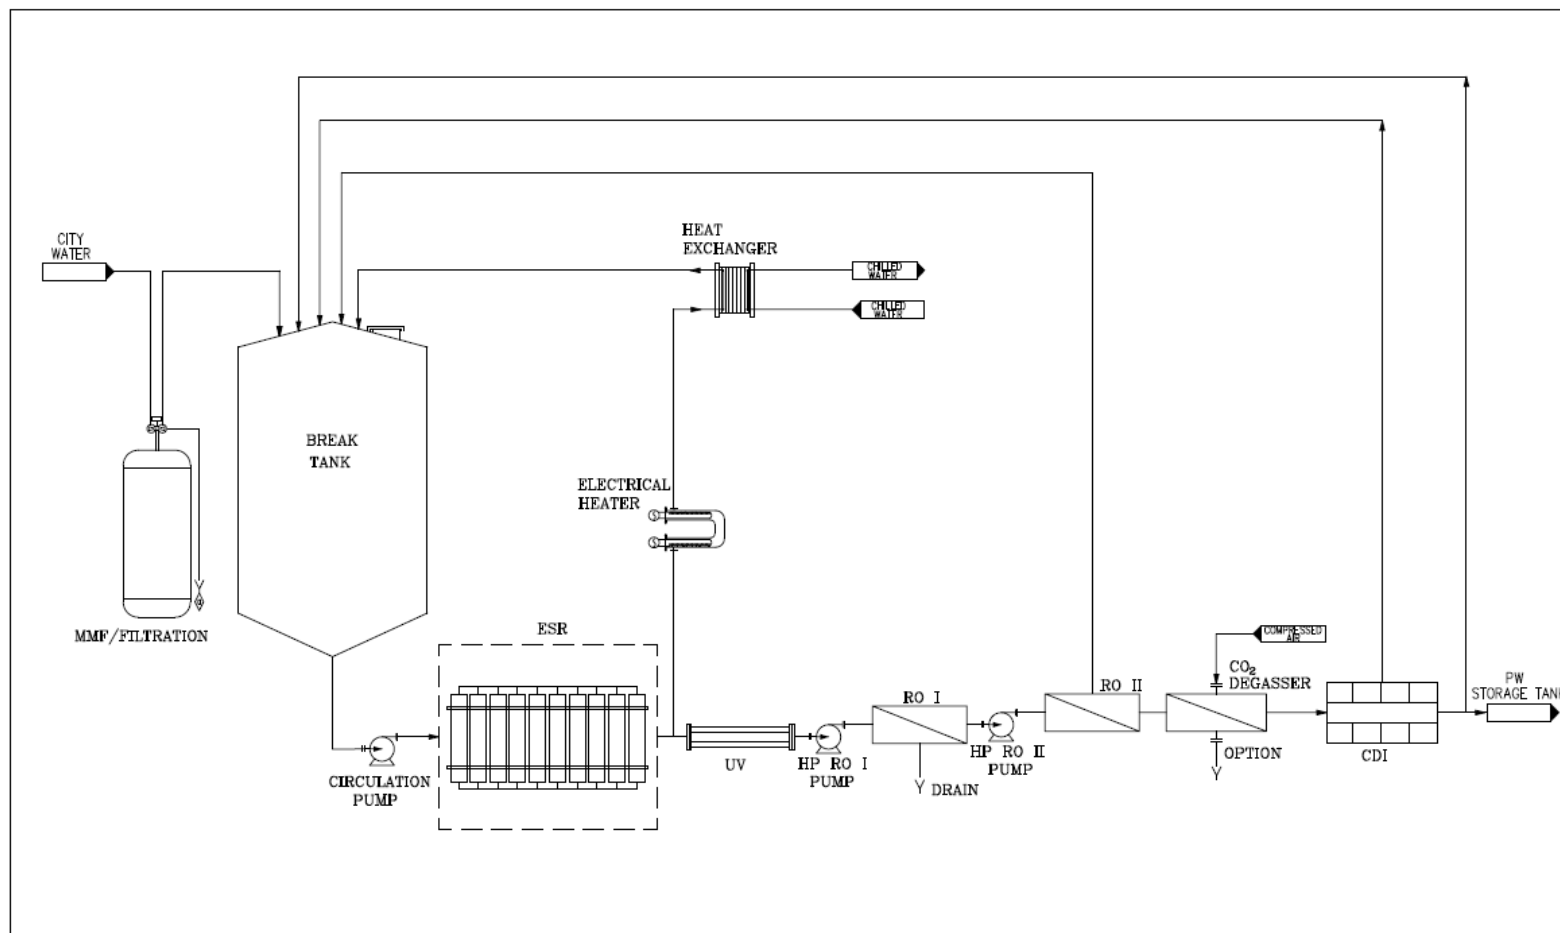 CITY
WATER
HEAT
EXCHANGER
CHILLED
WATER
CHILLED
WATER
BREAK
TANK
ELECTRICAL
HEATER
MMF/FILTRATION
ESR
CIRCULATION
PUMP
UV
HP RO I
PUMP
RO I
DRAIN
HP RO II
PUMP
RO II
COMPRESSED
AIR
CO₂
DEGASSER
OPTION
CDI
PW
STORAGE TANK